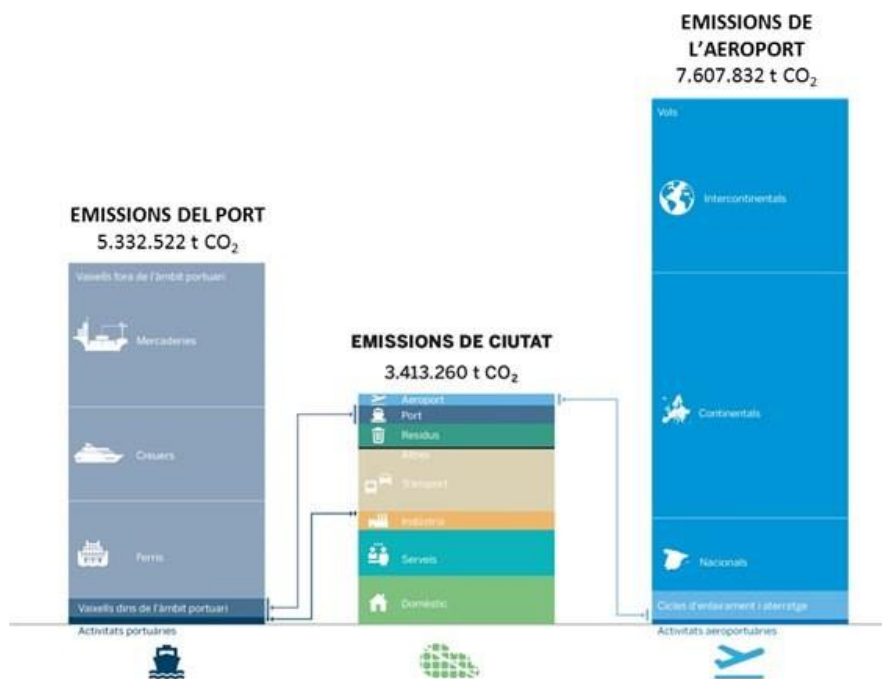 EMISSIONS DE
L'AEROPORT
7.607.832 t CO₂
Vols
Intercontinentals
Continentals
Nacionals
Cicles d'enlairament i aterratge
Activitats aeroportuàries
EMISSIONS DEL PORT
5.332.522 t CO₂
Vaixells fora de l'àmbit portuari
Mercaderies
Creuers
Ferris
Vaixells dins de l'àmbit portuari
Activitats portuàries
EMISSIONS DE CIUTAT
3.413.260 t CO₂
Aeroport
Port
Residus
Altres
Transport
Indústria
Serveis
Domèstic